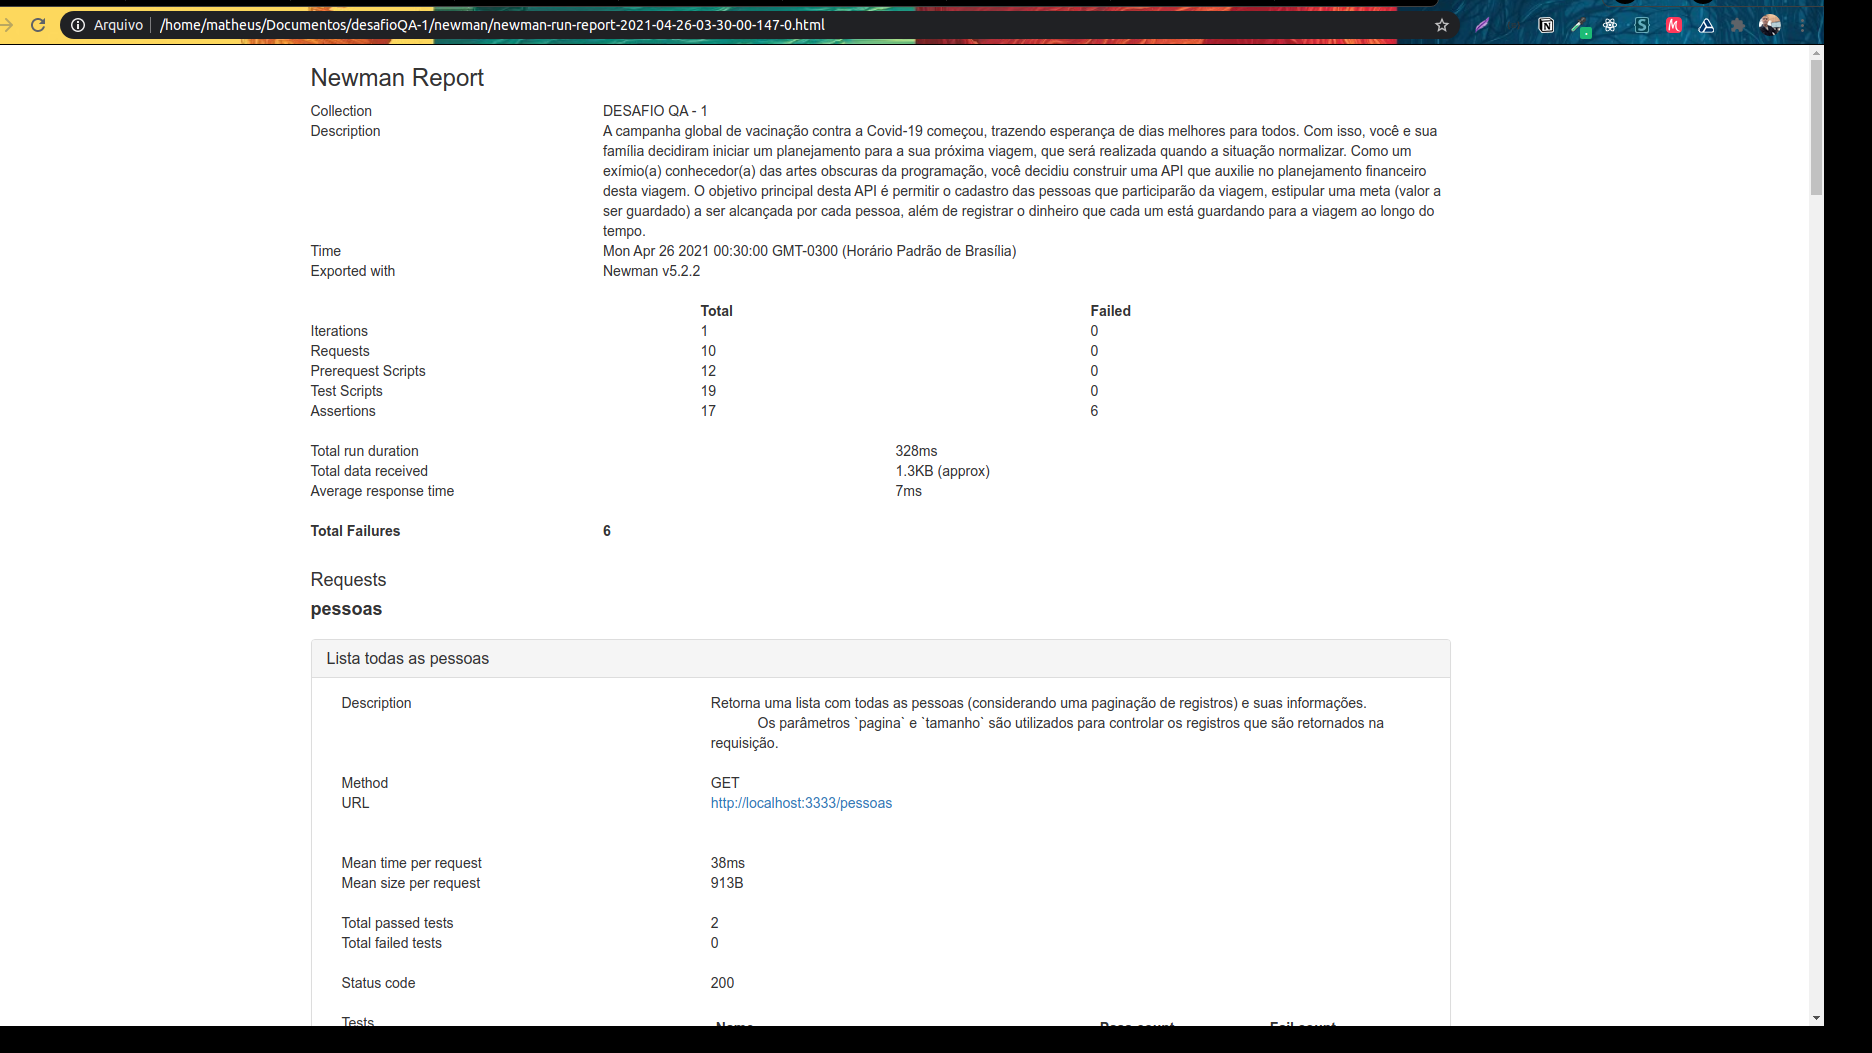 Arquivo | /home/matheus/Documentos/desafioQA-1/newman/newman-run-report-2021-04-26-03-30-00-147-0.html
Newman Report
Collection DESAFIO QA - 1
Description A campanha global de vacinação contra a Covid-19 começou, trazendo esperança de dias melhores para todos. Com isso, você e sua
família decidiram iniciar um planejamento para a sua próxima viagem, que será realizada quando a situação normalizar. Como um
exímio(a) conhecedor(a) das artes obscuras da programação, você decidiu construir uma API que auxilie no planejamento financeiro
desta viagem. O objetivo principal desta API é permitir o cadastro das pessoas que participarão da viagem, estipular uma meta (valor a
ser guardado) a ser alcançada por cada pessoa, além de registrar o dinheiro que cada um está guardando para a viagem ao longo do
tempo.
Time Mon Apr 26 2021 00:30:00 GMT-0300 (Horário Padrão de Brasília)
Exported with Newman v5.2.2
Total Failed
Iterations 1 0
Requests 10 0
Prerequest Scripts 12 0
Test Scripts 19 0
Assertions 17 6
Total run duration 328ms
Total data received 1.3KB (approx)
Average response time 7ms
Total Failures 6
Requests
pessoas
Lista todas as pessoas
Description Retorna uma lista com todas as pessoas (considerando uma paginação de registros) e suas informações.
Os parâmetros `pagina` e `tamanho` são utilizados para controlar os registros que são retornados na
requisição.
Method GET
URL http://localhost:3333/pessoas
Mean time per request 38ms
Mean size per request 913B
Total passed tests 2
Total failed tests 0
Status code 200
Tests Name Pass count Fail count